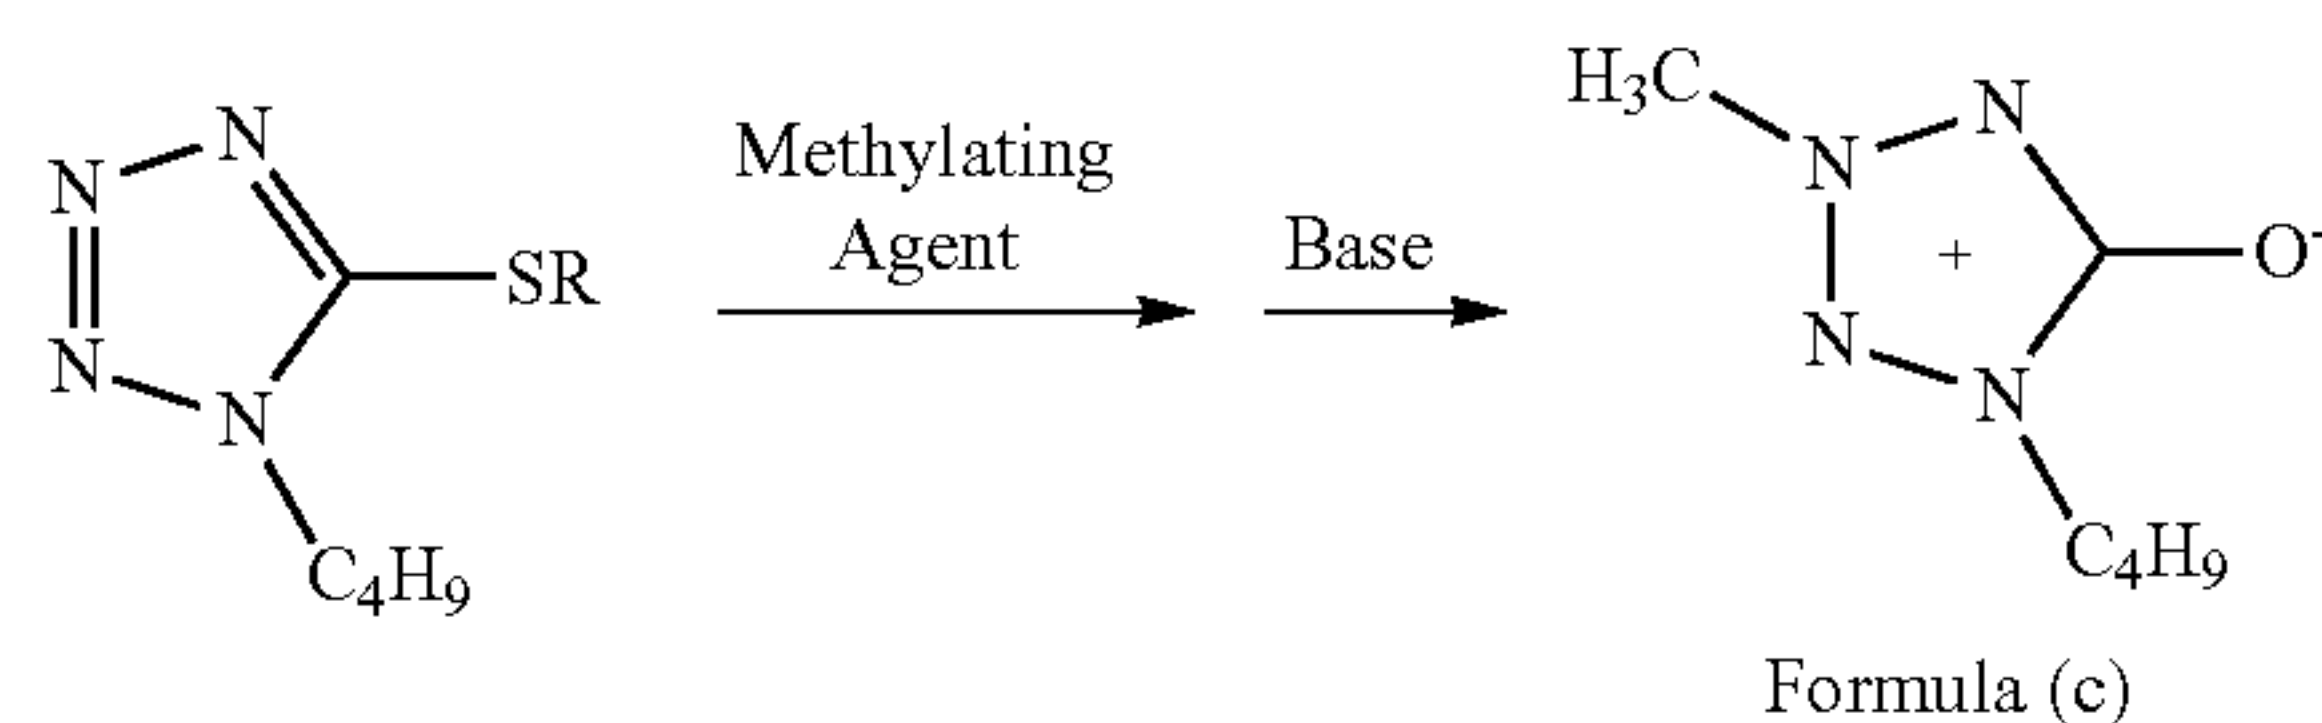 N
N
SR
N
N
C4H9
Methylating
Agent
Base
H3C
N
N
+
O-
N
N
C4H9
Formula (c)